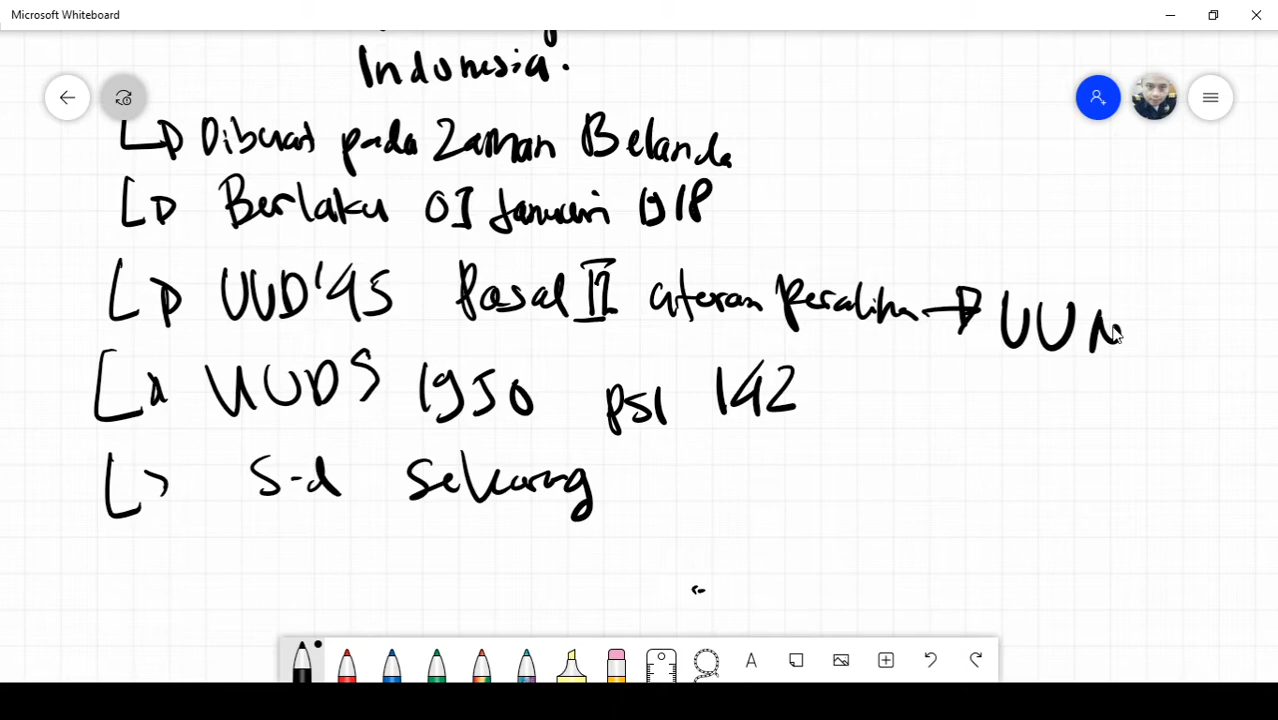 Microsoft Whiteboard
Indonesia.
Dibuat pada Zaman Belanda
Berlaku 01 Januari 1918
UUD'45 Pasal II aturan peralihan → UU N
UUDS 1950 psl 142
s-d Sekarang
A